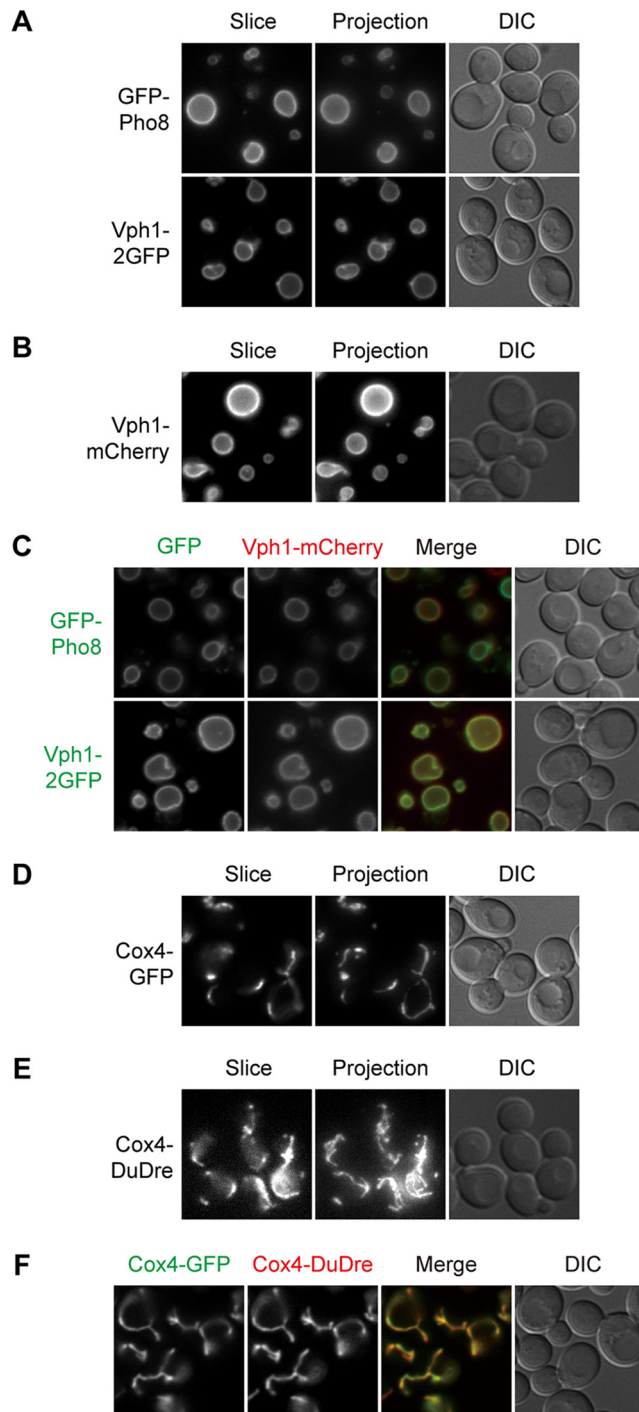 A
Slice Projection DIC
GFP-
Pho8
Vph1-
2GFP
B
Slice Projection DIC
Vph1-
mCherry
C
GFP Vph1-mCherry Merge DIC
GFP-
Pho8
Vph1-
2GFP
D
Slice Projection DIC
Cox4-
GFP
E
Slice Projection DIC
Cox4-
DuDre
F
Cox4-GFP Cox4-DuDre Merge DIC